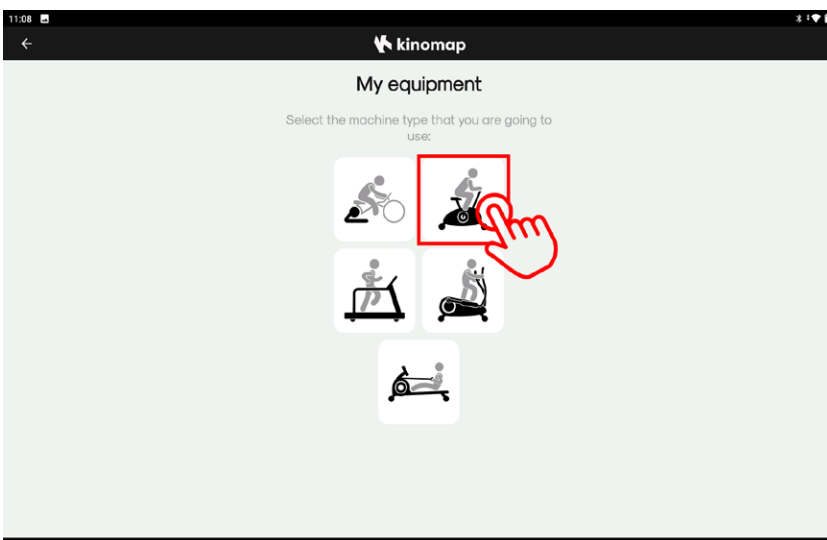 11:08
kinomap
My equipment
Select the machine type that you are going to
use: